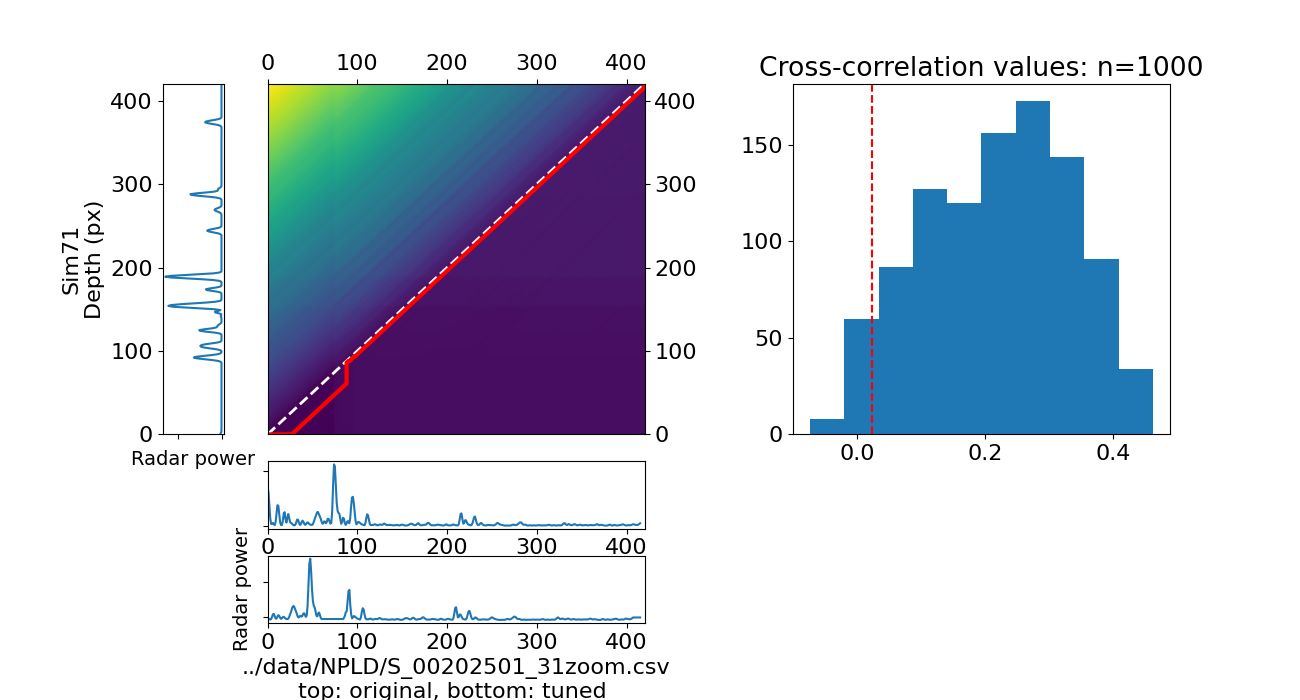 0 100 200 300 400
Cross-correlation values: n=1000
400
300
200
100
0
Sim71
Depth (px)
Radar power
400
300
200
100
0
150
100
50
0
0.0 0.2 0.4
0 100 200 300 400
Radar power
0 100 200 300 400
../data/NPLD/S_00202501_31zoom.csv
top: original, bottom: tuned